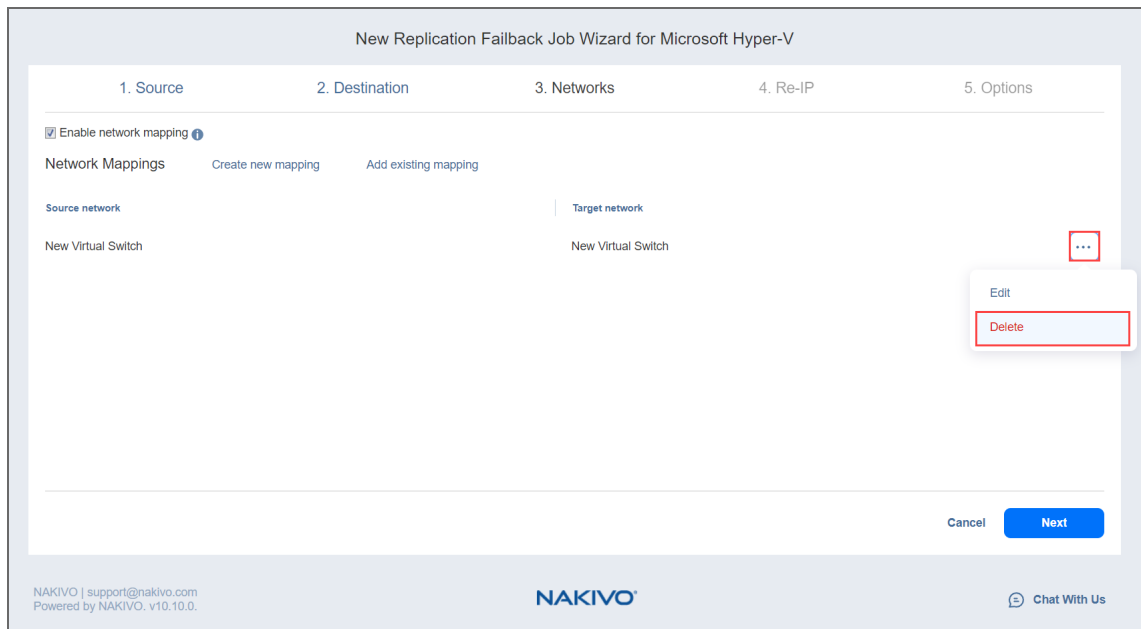 New Replication Failback Job Wizard for Microsoft Hyper-V
1. Source 2. Destination 3. Networks 4. Re-IP 5. Options
Enable network mapping
Network Mappings Create new mapping Add existing mapping
Source network Target network
New Virtual Switch New Virtual Switch ...
Edit
Delete
Cancel Next
NAKIVO | support@nakivo.com
Powered by NAKIVO. v10.10.0.
NAKIVO®
Chat With Us